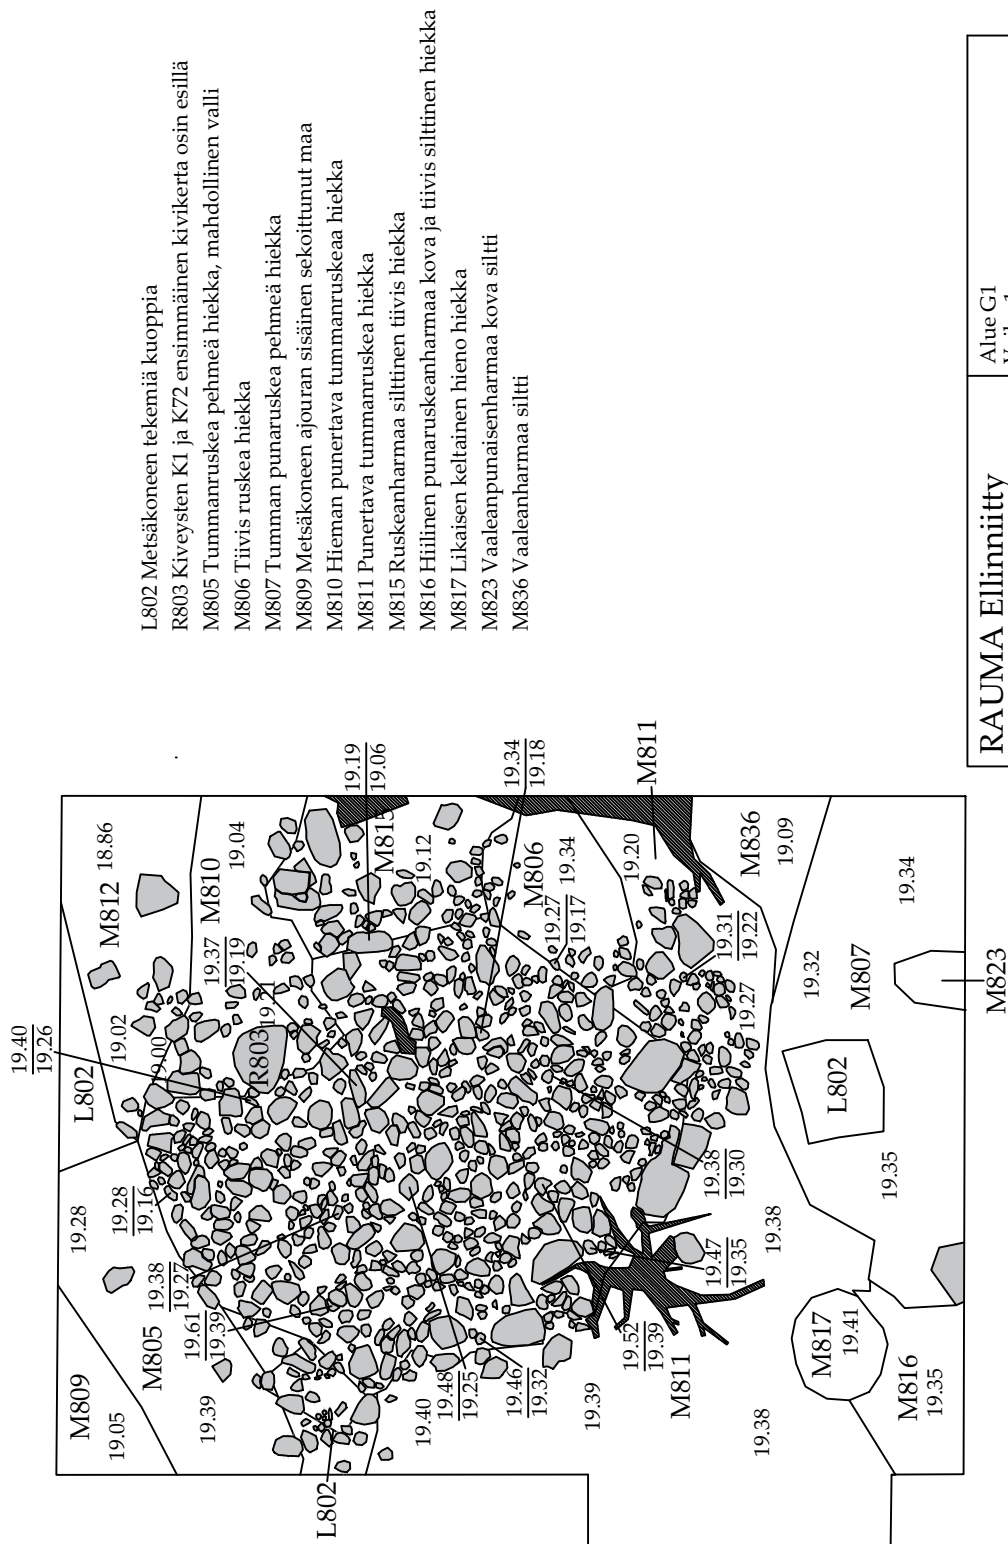 L802 Metsäkoneen tekemiä kuoppia
R803 Kiveysten K1 ja K72 ensimmäinen kivikerta osin esillä
M805 Tummanruskea pehmeä hiekka, mahdollinen valli
M806 Tiivis ruskea hiekka
M807 Tumman punaruskea pehmeä hiekka
M809 Metsäkoneen ajouran sisäinen sekoittunut maa
M810 Hieman punertava tummanruskeaa hiekka
M811 Punertava tummanruskea hiekka
M815 Ruskeanharmaa silttinen tiivis hiekka
M816 Hiilinen punaruskeanharmaa kova ja tiivis silttinen hiekka
M817 Likaisen keltainen hieno hiekka
M823 Vaaleanpunaisenharmaa kova siltti
M836 Vaaleanharmaa siltti
19.40
19.26
M809
19.05
19.28
L802
M812
18.86
M805
19.39
19.28
19.16
19.02
19.00
M810
19.04
19.38
19.27
19.61
19.39
R803
19.21
19.37
19.19
L802
19.19
19.06
M815
19.12
19.40
19.48
19.25
19.46
19.32
M806
19.34
19.34
19.18
19.27
19.17
19.39
19.52
19.39
M811
19.20
M811
19.47
19.35
19.38
19.30
19.31
19.22
19.27
M836
19.09
19.38
19.38
M817
19.41
L802
19.32
M807
19.35
19.34
M816
19.35
M823
RAUMA Ellinniitty
Alue G1